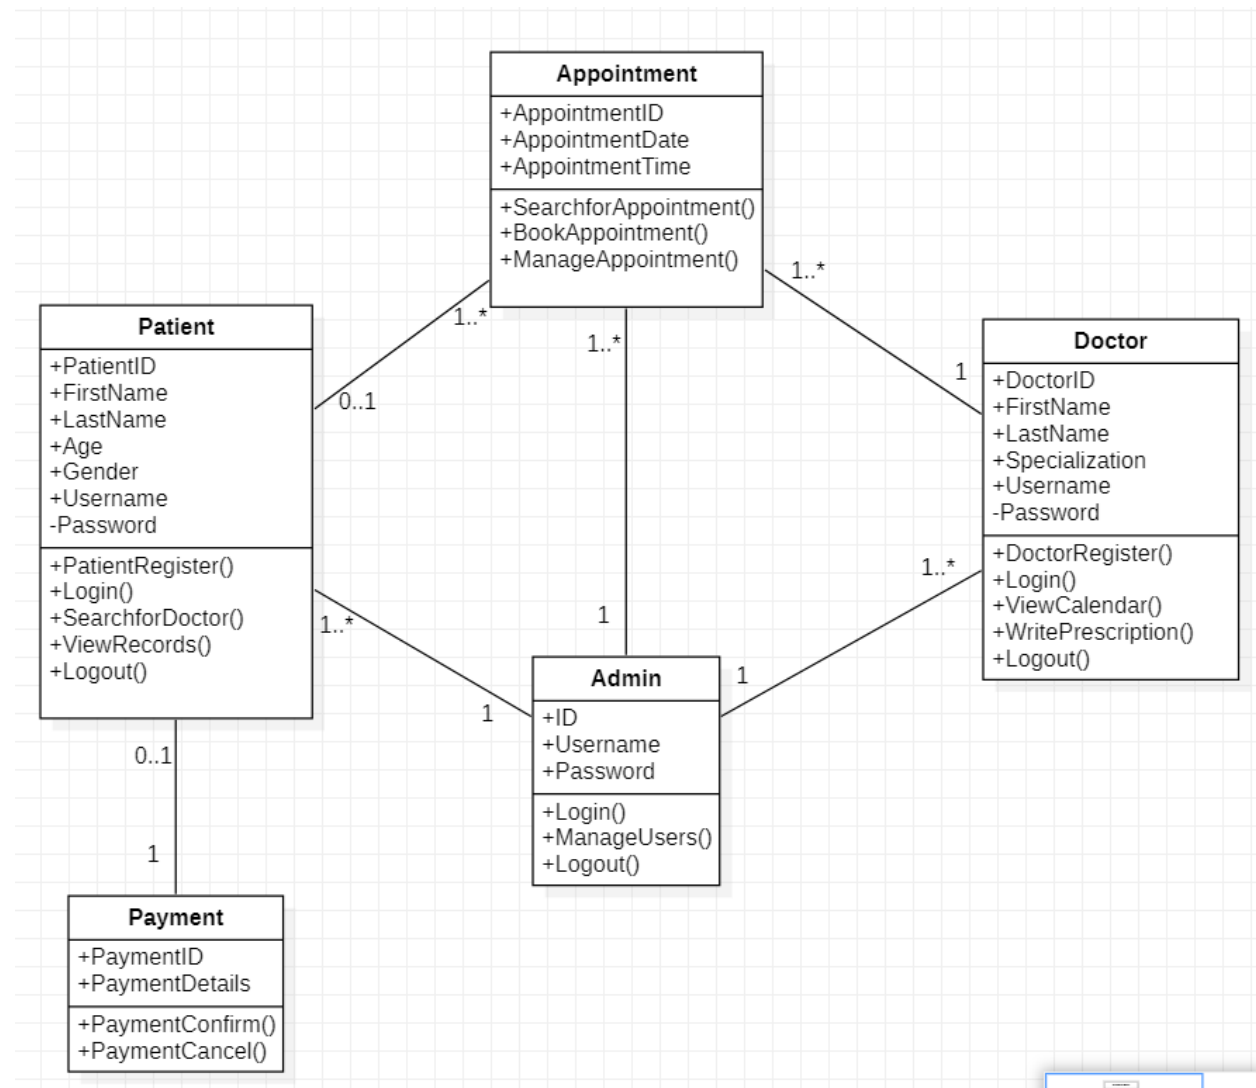 Appointment
+AppointmentID
+AppointmentDate
+AppointmentTime
+SearchforAppointment()
+BookAppointment()
+ManageAppointment()
1..*
1..*
1..*
0..1
1
Patient
+PatientID
+FirstName
+LastName
+Age
+Gender
+Username
-Password
+PatientRegister()
+Login()
+SearchforDoctor()
+ViewRecords()
+Logout()
Doctor
+DoctorID
+FirstName
+LastName
+Specialization
+Username
-Password
+DoctorRegister()
+Login()
+ViewCalendar()
+WritePrescription()
+Logout()
1..*
1..*
1
1
1
Admin
+ID
+Username
+Password
+Login()
+ManageUsers()
+Logout()
0..1
1
Payment
+PaymentID
+PaymentDetails
+PaymentConfirm()
+PaymentCancel()